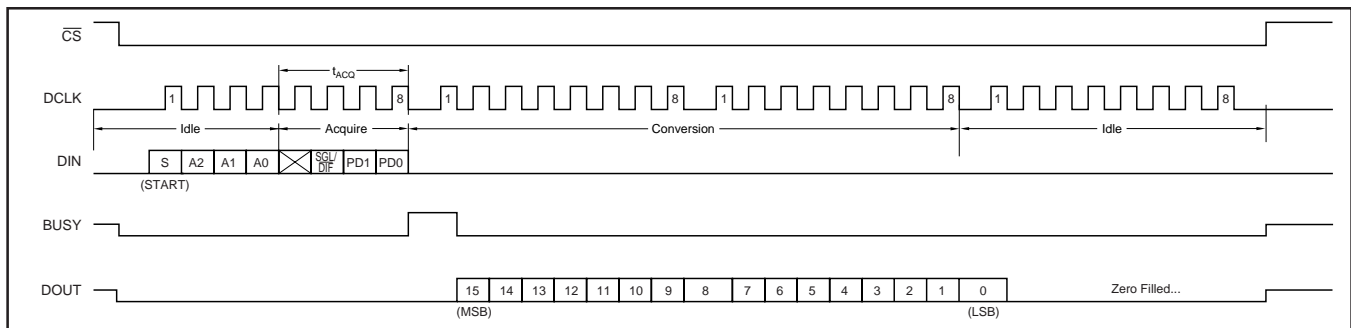 CS
tACQ
DCLK
1
8
1
8
1
8
1
8
Idle
Acquire
Conversion
Idle
DIN
S
A2
A1
A0
SGL/
DIF
PD1
PD0
(START)
BUSY
DOUT
15
14
13
12
11
10
9
8
7
6
5
4
3
2
1
0
Zero Filled...
(MSB)
(LSB)